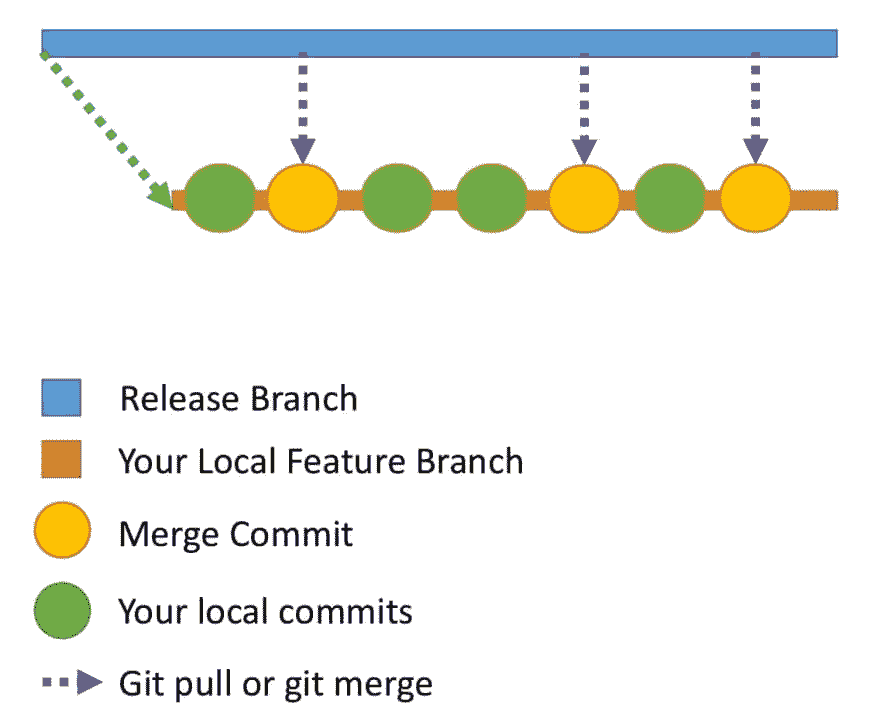 Release Branch
Your Local Feature Branch
Merge Commit
Your local commits
Git pull or git merge